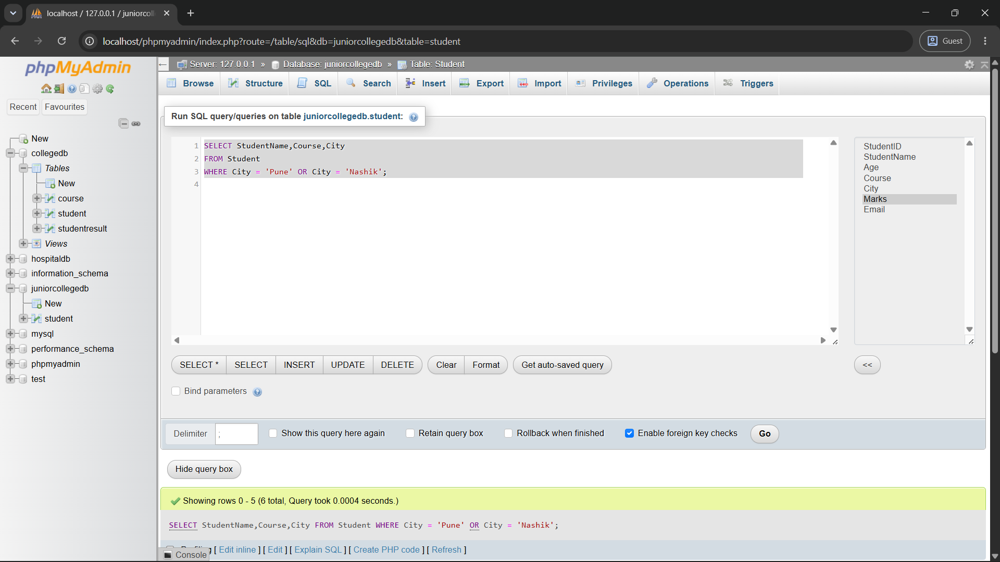 localhost / 127.0.0.1 / juniorcoll
localhost/phpmyadmin/index.php?route=/table/sql&db=juniorcollegedb&table=student
Guest
phpMyAdmin
Recent
Favourites
New
collegedb
Tables
New
course
student
studentresult
Views
hospitaldb
information_schema
juniorcollegedb
New
student
mysql
performance_schema
phpmyadmin
test
Server: 127.0.0.1 » Database: juniorcollegedb » Table: Student
Browse Structure SQL Search Insert Export Import Privileges Operations Triggers
Run SQL query/queries on table juniorcollegedb.student:
1 SELECT StudentName,Course,City
2 FROM Student
3 WHERE City = 'Pune' OR City = 'Nashik';
4
StudentID
StudentName
Age
Course
City
Marks
Email
SELECT * SELECT INSERT UPDATE DELETE Clear Format Get auto-saved query <<
Bind parameters
Delimiter ; Show this query here again Retain query box Rollback when finished Enable foreign key checks Go
Hide query box
Showing rows 0 - 5 (6 total, Query took 0.0004 seconds.)
SELECT StudentName,Course,City FROM Student WHERE City = 'Pune' OR City = 'Nashik';
[ Edit inline ] [ Edit ] [ Explain SQL ] [ Create PHP code ] [ Refresh ]
Console